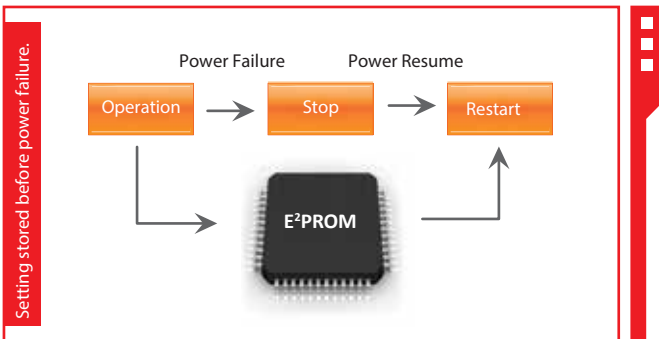 Setting stored before power failure.
Power Failure Power Resume
Operation Stop Restart
E²PROM